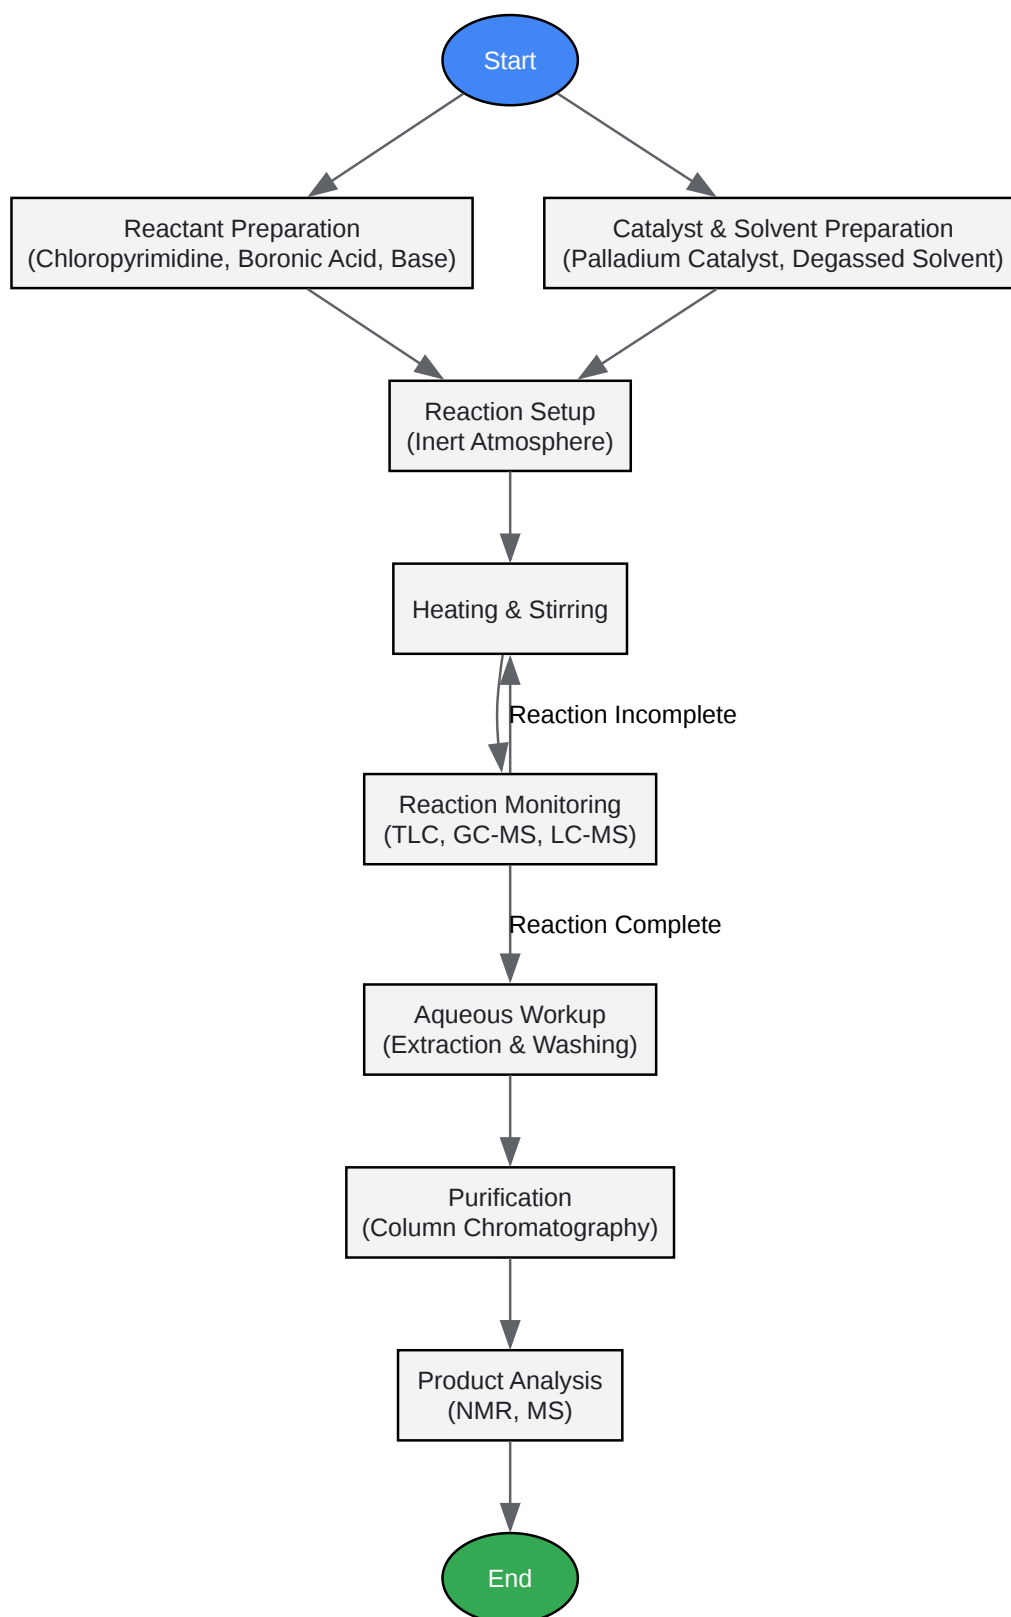 Start
Reactant Preparation
(Chloropyrimidine, Boronic Acid, Base)
Catalyst & Solvent Preparation
(Palladium Catalyst, Degassed Solvent)
Reaction Setup
(Inert Atmosphere)
Heating & Stirring
Reaction Incomplete
Reaction Monitoring
(TLC, GC-MS, LC-MS)
Reaction Complete
Aqueous Workup
(Extraction & Washing)
Purification
(Column Chromatography)
Product Analysis
(NMR, MS)
End